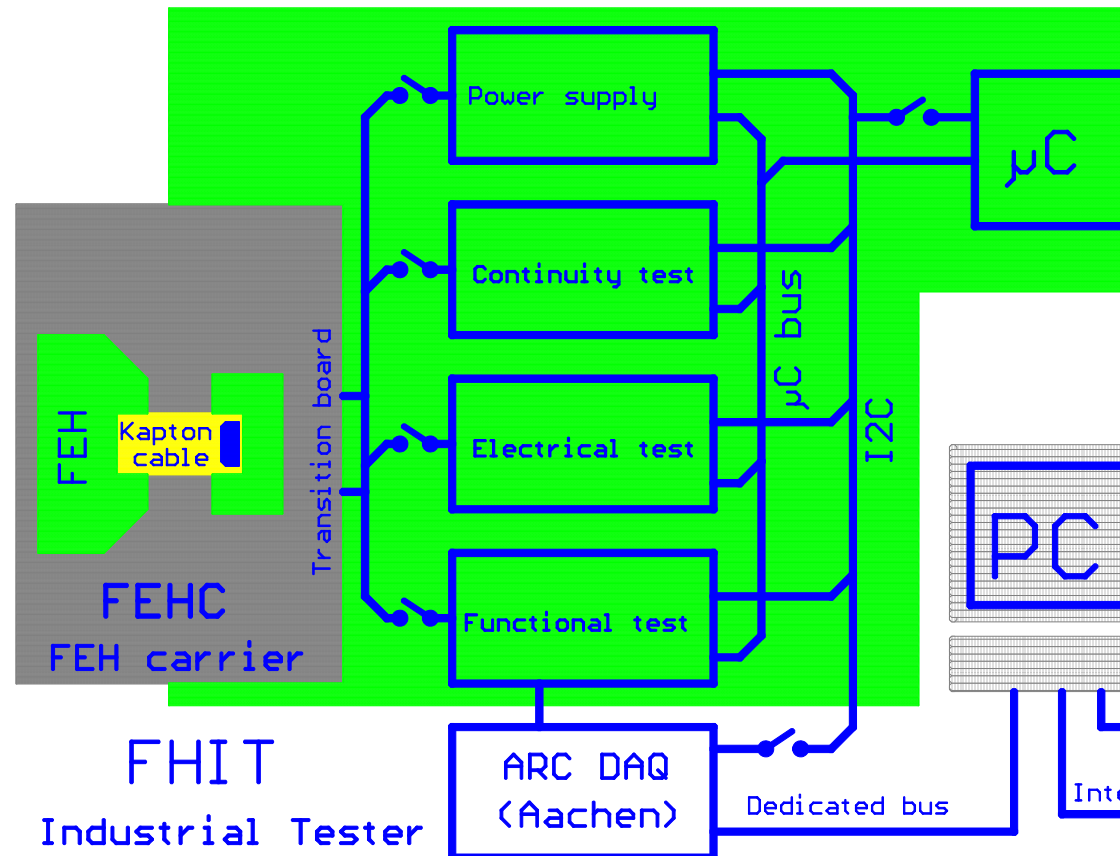 Power supply
µC
Continuity test
µC bus
I2C
Transition board
FEH
Kapton
cable
Electrical test
PC
FEHC
FEH carrier
Functional test
FHIT
Industrial Tester
ARC DAQ
(Aachen)
Dedicated bus
Inte